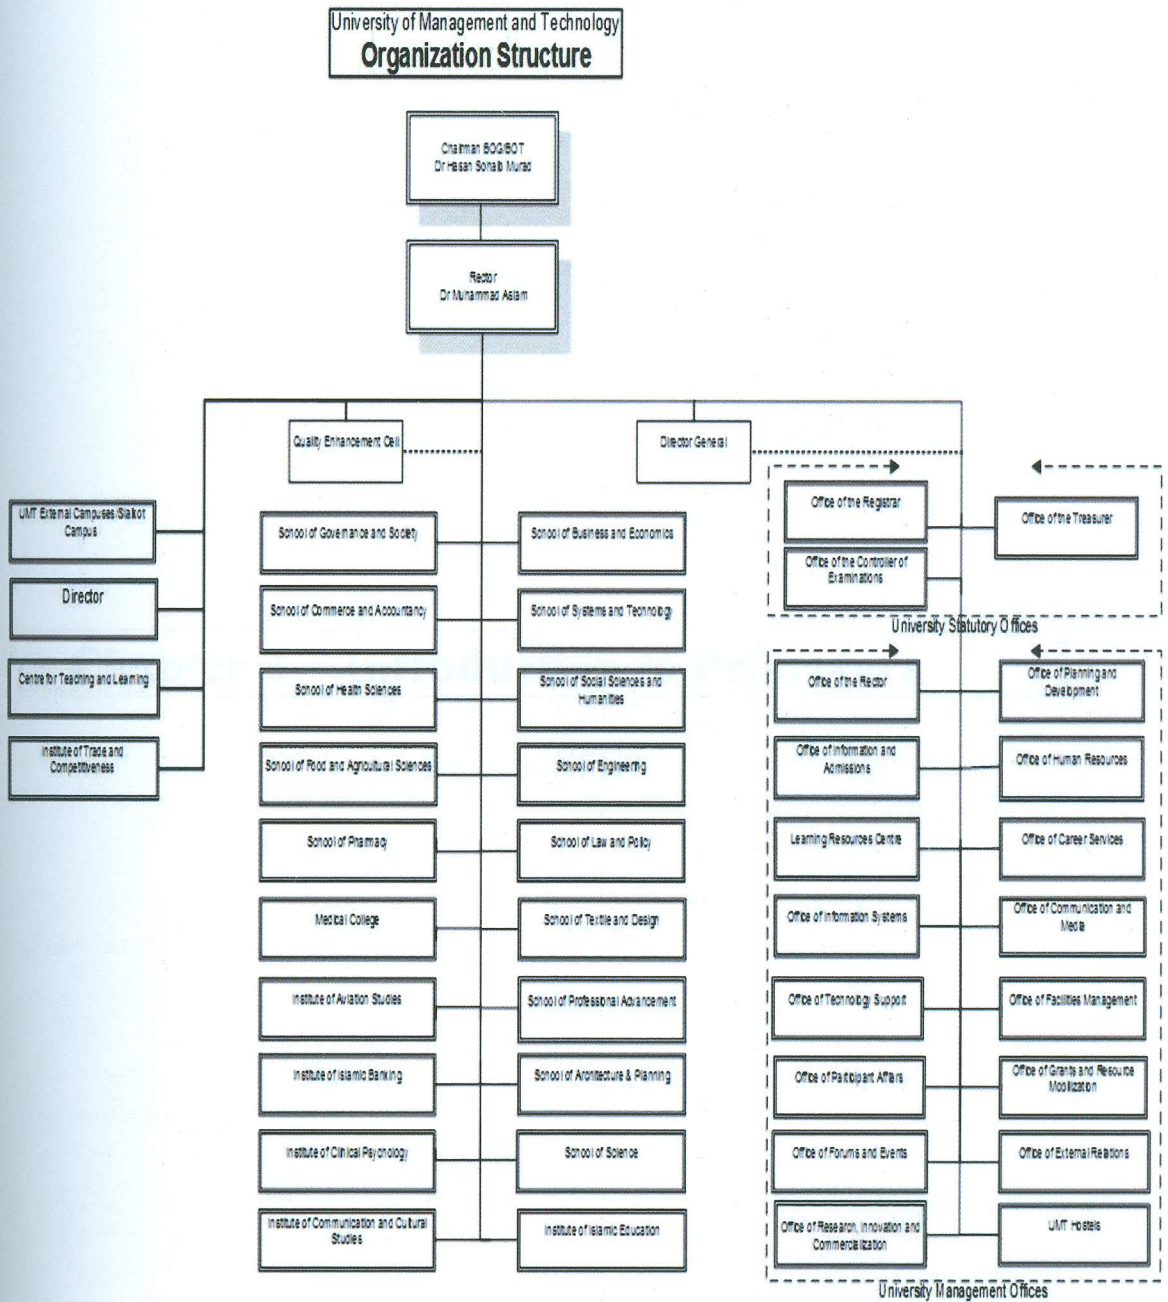 University of Management and Technology
Organization Structure
Chairman BOG/BOT
Dr Hasan Sohaib Murad
Rector
Dr Muhammad Aslam
Quality Enhancement Cell
Director General
UMT External Campuses/Sialkot
Campus
Director
Centre for Teaching and Learning
Institute of Trade and
Competitiveness
School of Governance and Society
School of Business and Economics
School of Commerce and Accountancy
School of Systems and Technology
School of Health Sciences
School of Social Sciences and
Humanities
School of Food and Agricultural Sciences
School of Engineering
School of Pharmacy
School of Law and Policy
Medical College
School of Textile and Design
Institute of Aviation Studies
School of Professional Advancement
Institute of Islamic Banking
School of Architecture & Planning
Institute of Clinical Psychology
School of Science
Institute of Communication and Cultural
Studies
Institute of Islamic Education
Office of the Registrar
Office of the Treasurer
Office of the Controller of
Examinations
University Statutory Offices
Office of the Rector
Office of Planning and
Development
Office of Information and
Admissions
Office of Human Resources
Learning Resources Centre
Office of Career Services
Office of Information Systems
Office of Communication and
Media
Office of Technology Support
Office of Facilities Management
Office of Participant Affairs
Office of Grants and Resource
Mobilization
Office of Forums and Events
Office of External Relations
Office of Research, Innovation and
Commercialization
UMT Hostels
University Management Offices